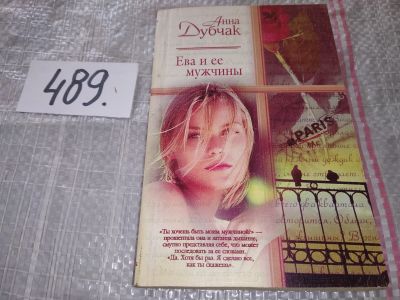 489.
Анна
Дубчак
Ева и ее
мужчины
PARIS
«Ты хочешь быть моим мужчиной?» –
прошептала она и затаила дыхание,
смутно представляя себе, что может
последовать за ее словами.
«Да. Хотя бы раз. Я сделаю все,
как ты скажешь».